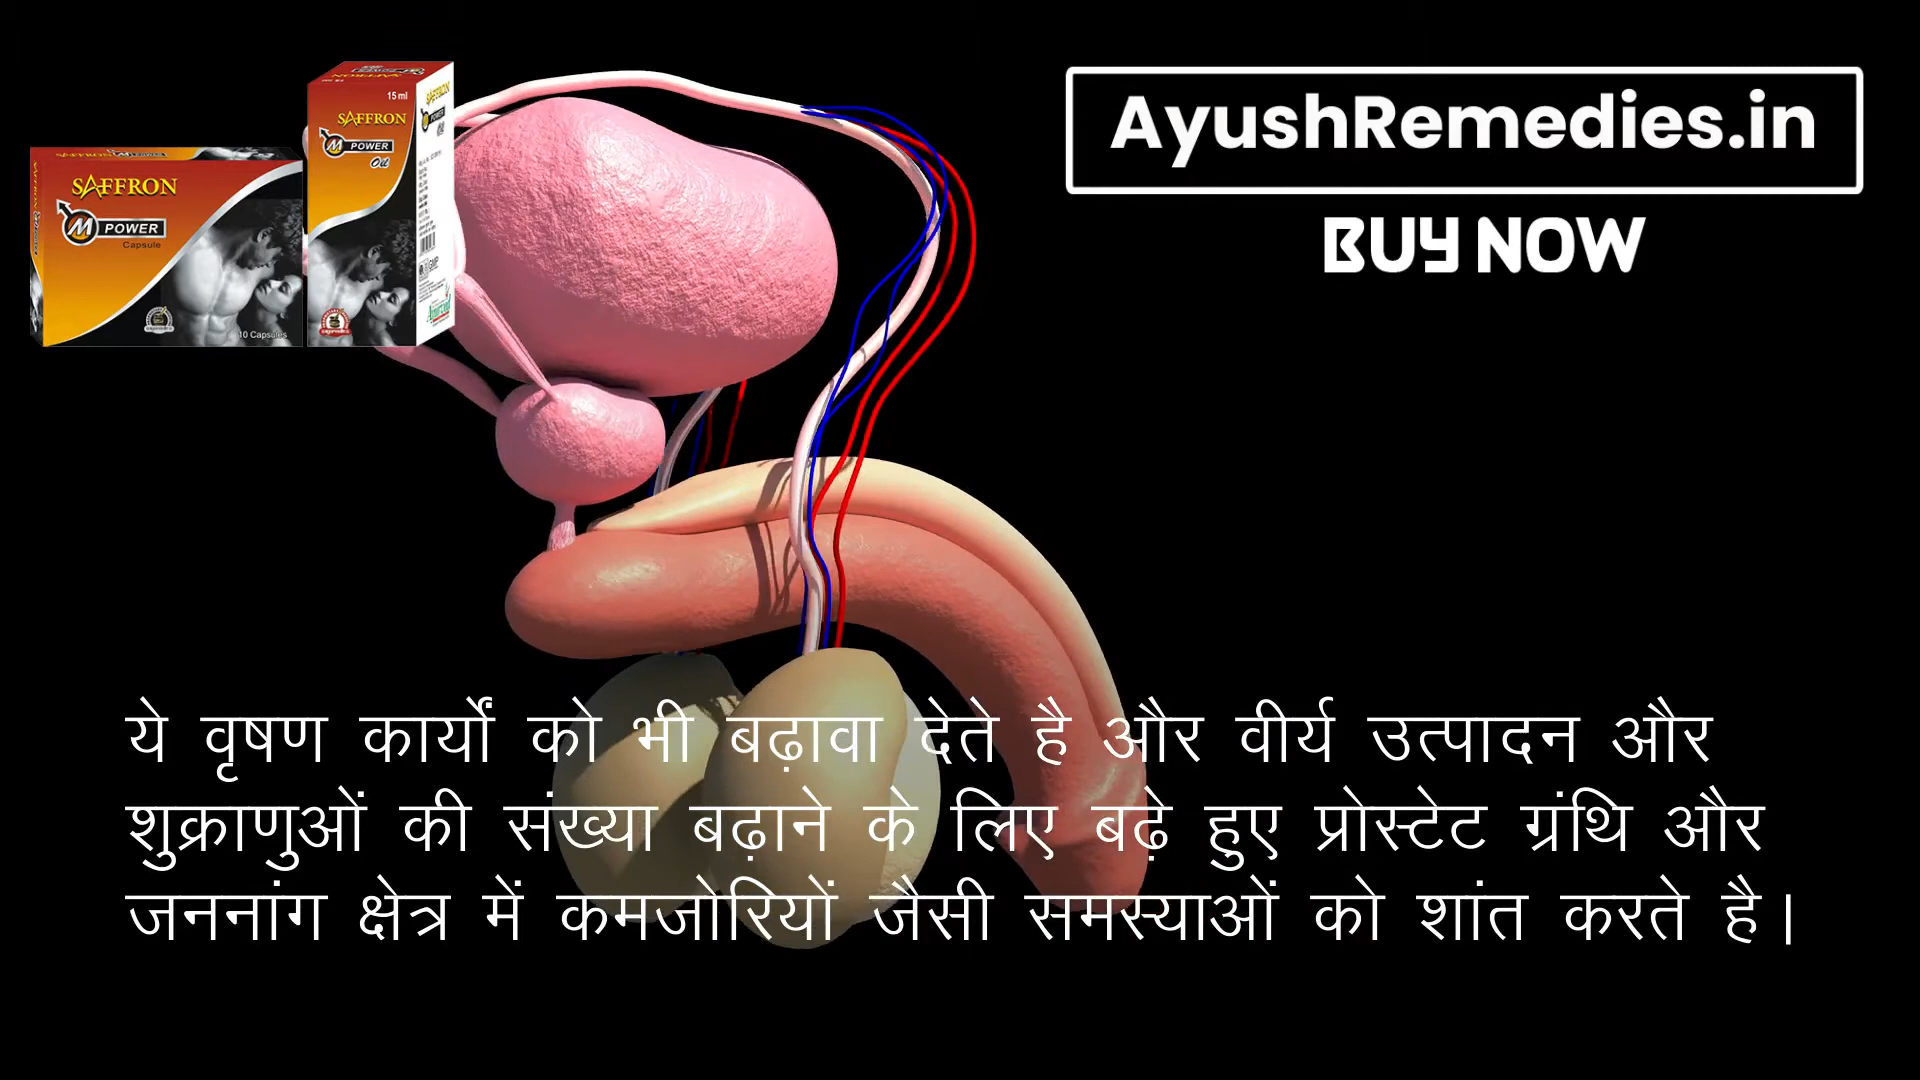 AyushRemedies.in
BUY NOW
15 ml
SAFFRON
M POWER
Oil
SAFFRON
M POWER
Capsule
10 Capsules
ये वृषण कार्यों को भी बढ़ावा देते है और वीर्य उत्पादन और
शुक्राणुओं की संख्या बढ़ाने के लिए बढ़े हुए प्रोस्टेट ग्रंथि और
जननांग क्षेत्र में कमजोरियों जैसी समस्याओं को शांत करते है।